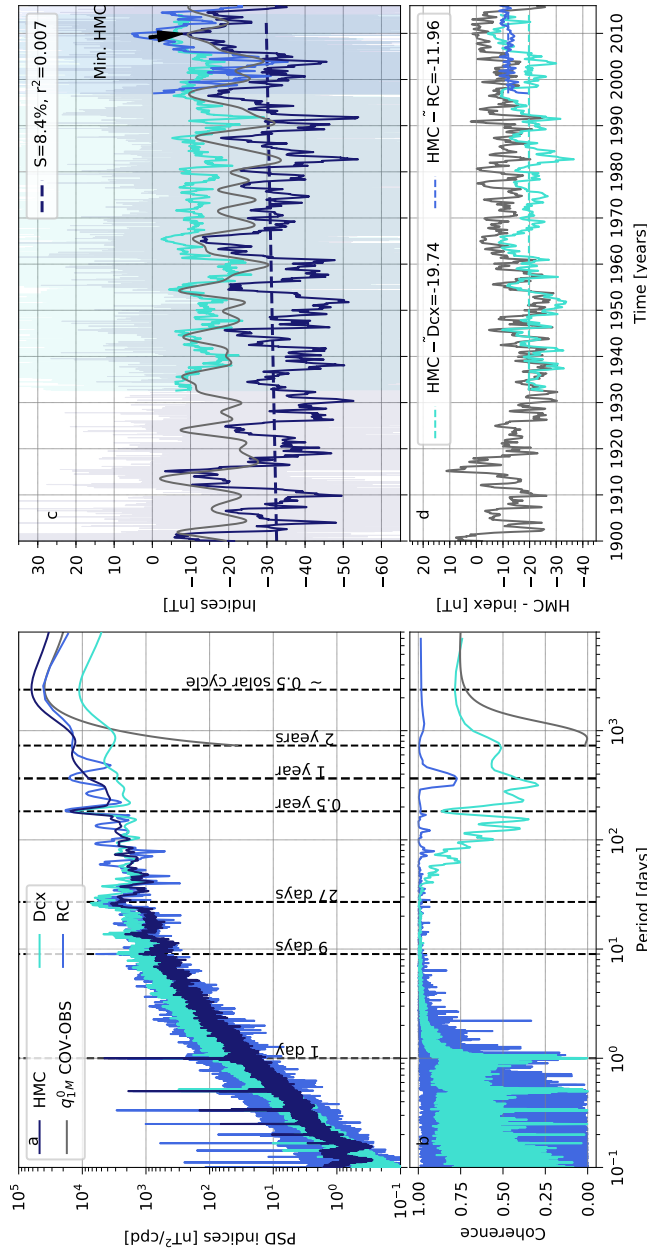 a
HMC
q⁰₁M COV-OBS
Dcx
RC
1 day
9 days
27 days
0.5 year
1 year
2 years
~ 0.5 solar cycle
10⁵
10⁴
10³
10²
10¹
10⁰
10⁻¹
PSD indices [nT²/cpd]
b
1.00
0.75
0.50
0.25
0.00
Coherence
10⁻¹ 10⁰ 10¹ 10² 10³
Period [days]
c
S=8.4%, r²=0.007
Min. HMC
30
20
10
0
−10
−20
−30
−40
−50
−60
Indices [nT]
d
HMC − D̃cx=-19.74
HMC − R̃C=-11.96
20
10
0
−10
−20
−30
−40
HMC - index [nT]
1900 1910 1920 1930 1940 1950 1960 1970 1980 1990 2000 2010
Time [years]